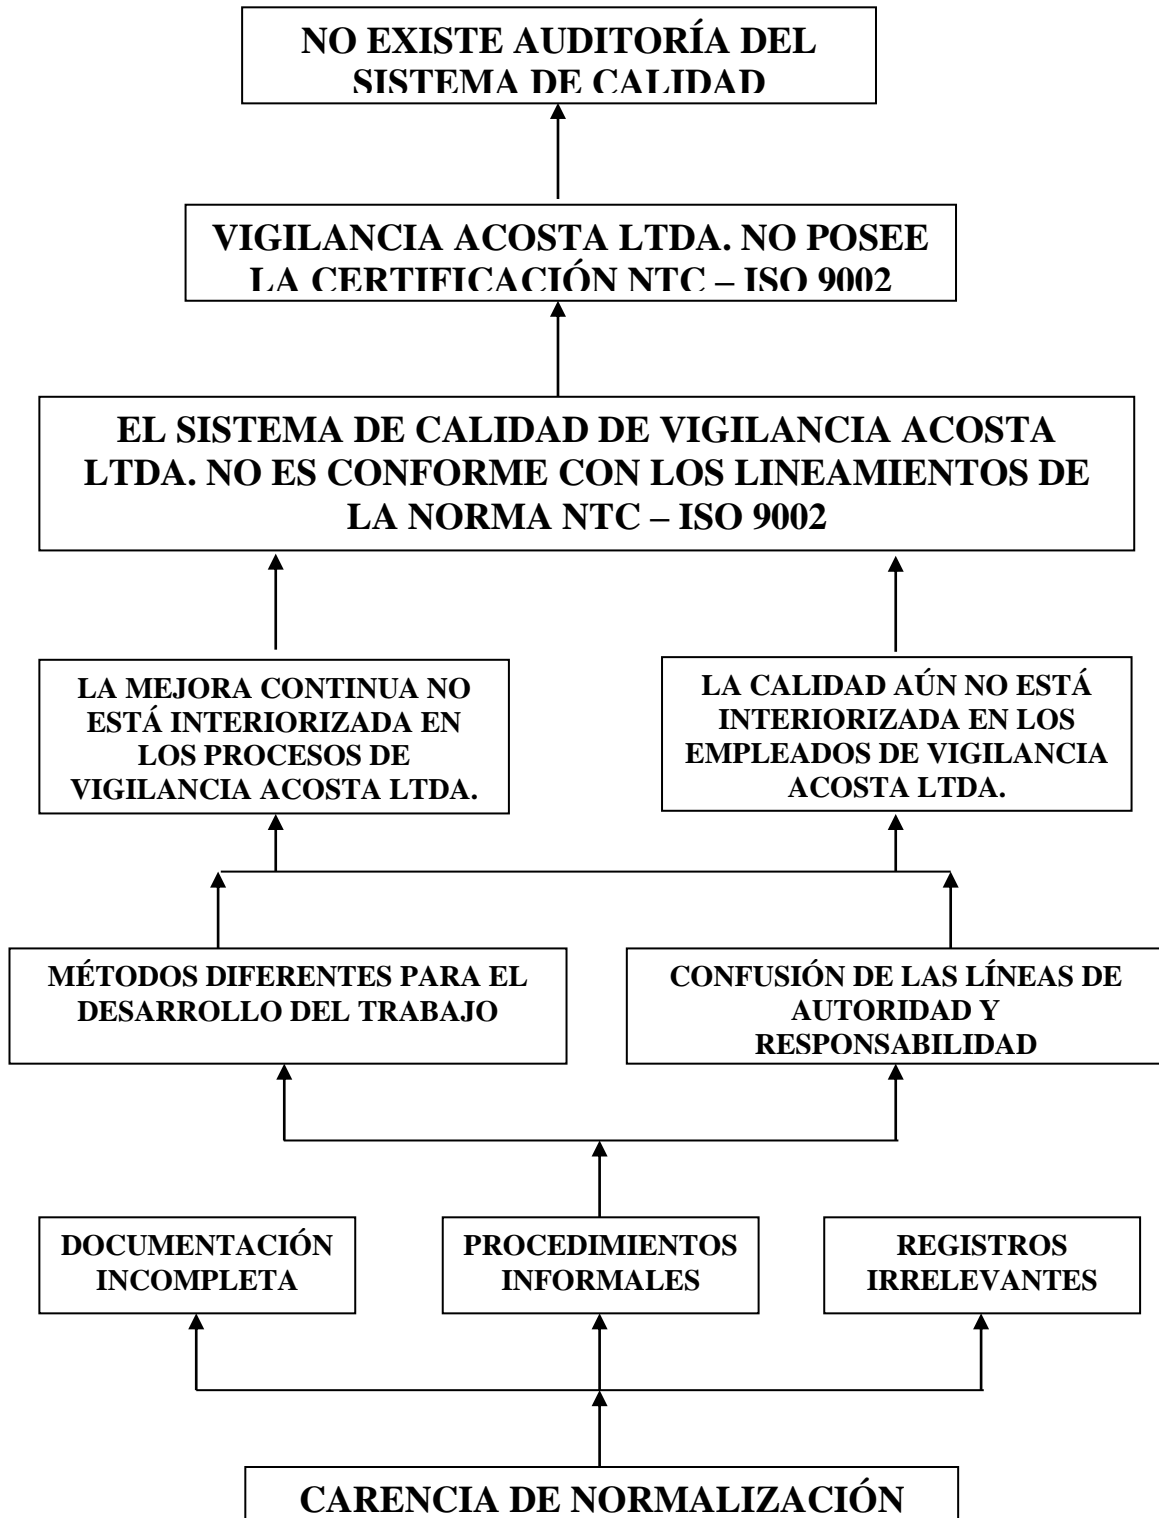 NO EXISTE AUDITORÍA DEL
SISTEMA DE CALIDAD
VIGILANCIA ACOSTA LTDA. NO POSEE
LA CERTIFICACIÓN NTC – ISO 9002
EL SISTEMA DE CALIDAD DE VIGILANCIA ACOSTA
LTDA. NO ES CONFORME CON LOS LINEAMIENTOS DE
LA NORMA NTC – ISO 9002
LA MEJORA CONTINUA NO
ESTÁ INTERIORIZADA EN
LOS PROCESOS DE
VIGILANCIA ACOSTA LTDA.
LA CALIDAD AÚN NO ESTÁ
INTERIORIZADA EN LOS
EMPLEADOS DE VIGILANCIA
ACOSTA LTDA.
MÉTODOS DIFERENTES PARA EL
DESARROLLO DEL TRABAJO
CONFUSIÓN DE LAS LÍNEAS DE
AUTORIDAD Y
RESPONSABILIDAD
DOCUMENTACIÓN
INCOMPLETA
PROCEDIMIENTOS
INFORMALES
REGISTROS
IRRELEVANTES
CARENCIA DE NORMALIZACIÓN